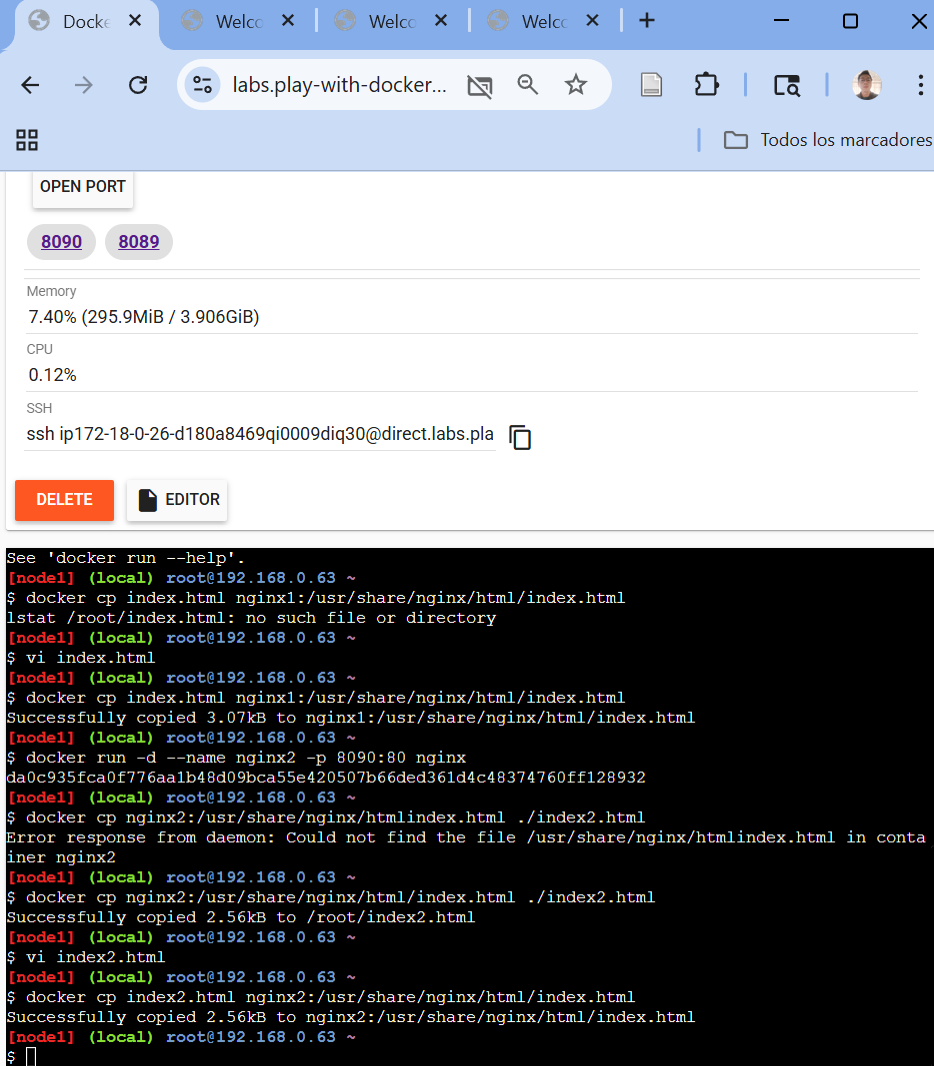 Docke
Welco
Welco
Welco
labs.play-with-docker...
Todos los marcadores
OPEN PORT
8090 8089
Memory
7.40% (295.9MiB / 3.906GiB)
CPU
0.12%
SSH
ssh ip172-18-0-26-d180a8469qi0009diq30@direct.labs.pla
DELETE EDITOR
See 'docker run --help'.
[node1] (local) root@192.168.0.63 ~
$ docker cp index.html nginx1:/usr/share/nginx/html/index.html
lstat /root/index.html: no such file or directory
[node1] (local) root@192.168.0.63 ~
$ vi index.html
[node1] (local) root@192.168.0.63 ~
$ docker cp index.html nginx1:/usr/share/nginx/html/index.html
Successfully copied 3.07kB to nginx1:/usr/share/nginx/html/index.html
[node1] (local) root@192.168.0.63 ~
$ docker run -d --name nginx2 -p 8090:80 nginx
da0c935fca0f776aa1b48d09bca55e420507b66ded361d4c48374760ff128932
[node1] (local) root@192.168.0.63 ~
$ docker cp nginx2:/usr/share/nginx/htmlindex.html ./index2.html
Error response from daemon: Could not find the file /usr/share/nginx/htmlindex.html in conta
iner nginx2
[node1] (local) root@192.168.0.63 ~
$ docker cp nginx2:/usr/share/nginx/html/index.html ./index2.html
Successfully copied 2.56kB to /root/index2.html
[node1] (local) root@192.168.0.63 ~
$ vi index2.html
[node1] (local) root@192.168.0.63 ~
$ docker cp index2.html nginx2:/usr/share/nginx/html/index.html
Successfully copied 2.56kB to nginx2:/usr/share/nginx/html/index.html
[node1] (local) root@192.168.0.63 ~
$